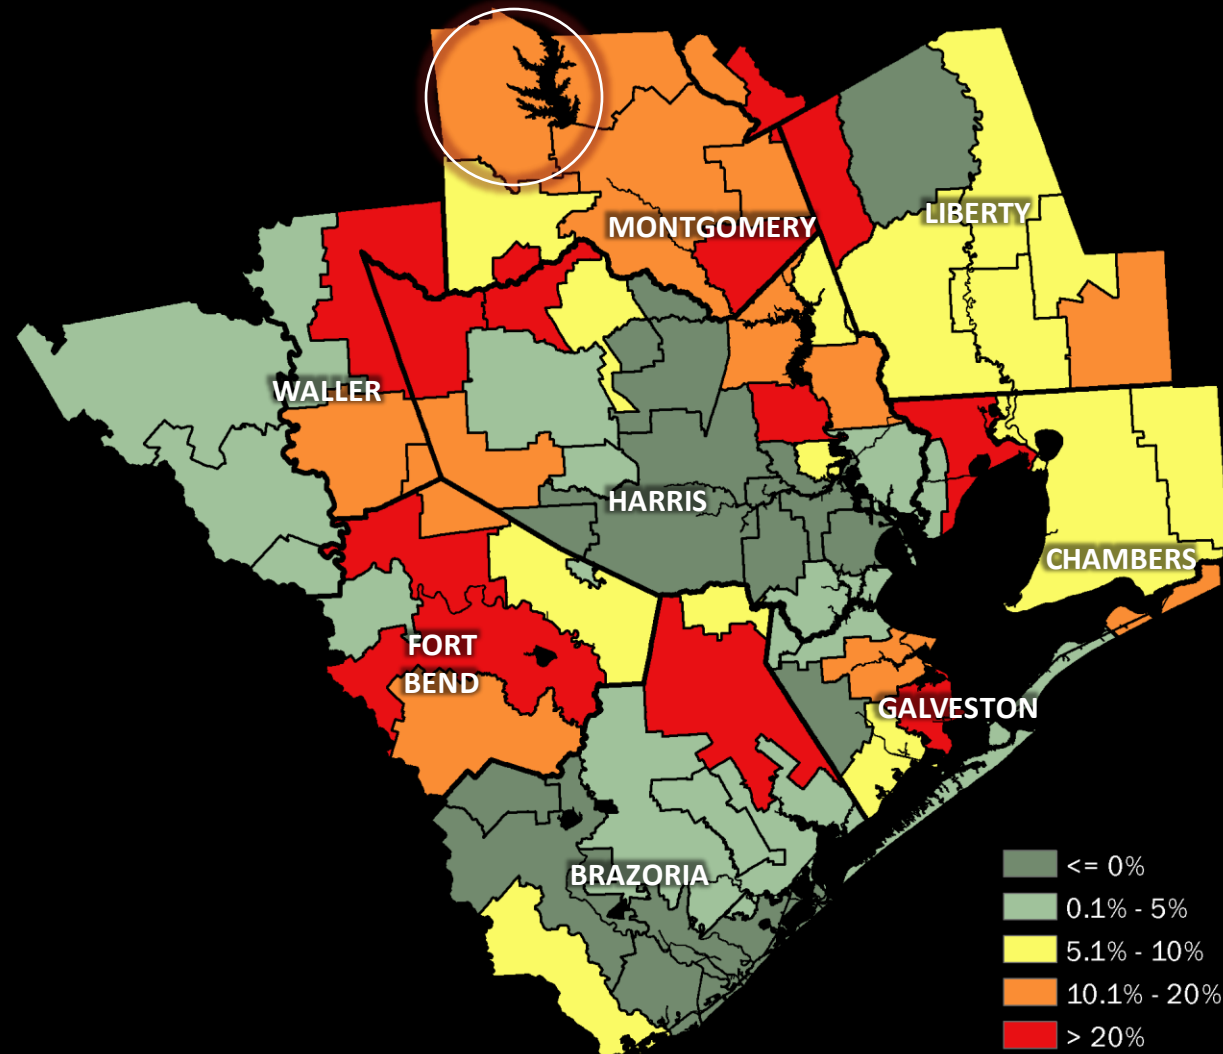 MONTGOMERY
LIBERTY
WALLER
HARRIS
CHAMBERS
FORT
BEND
GALVESTON
BRAZORIA
<= 0%
0.1% - 5%
5.1% - 10%
10.1% - 20%
> 20%